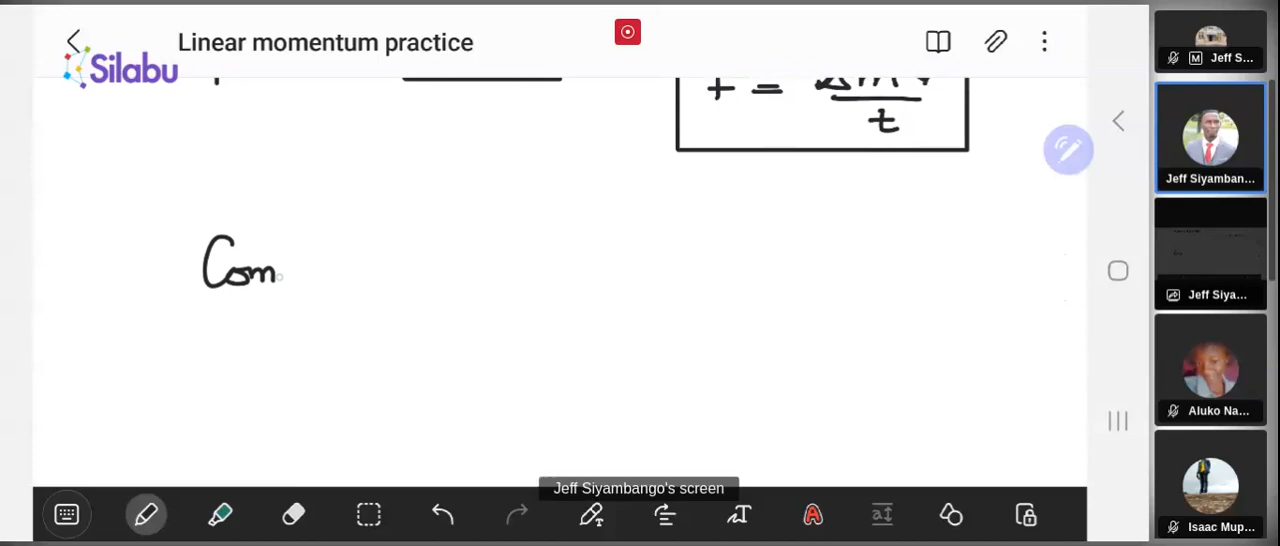 Linear momentum practice
Silabu
t
Com
Jeff Siyambango's screen
M Jeff S...
Jeff Siyamban...
Jeff Siya...
Aluko Na...
Isaac Mup...